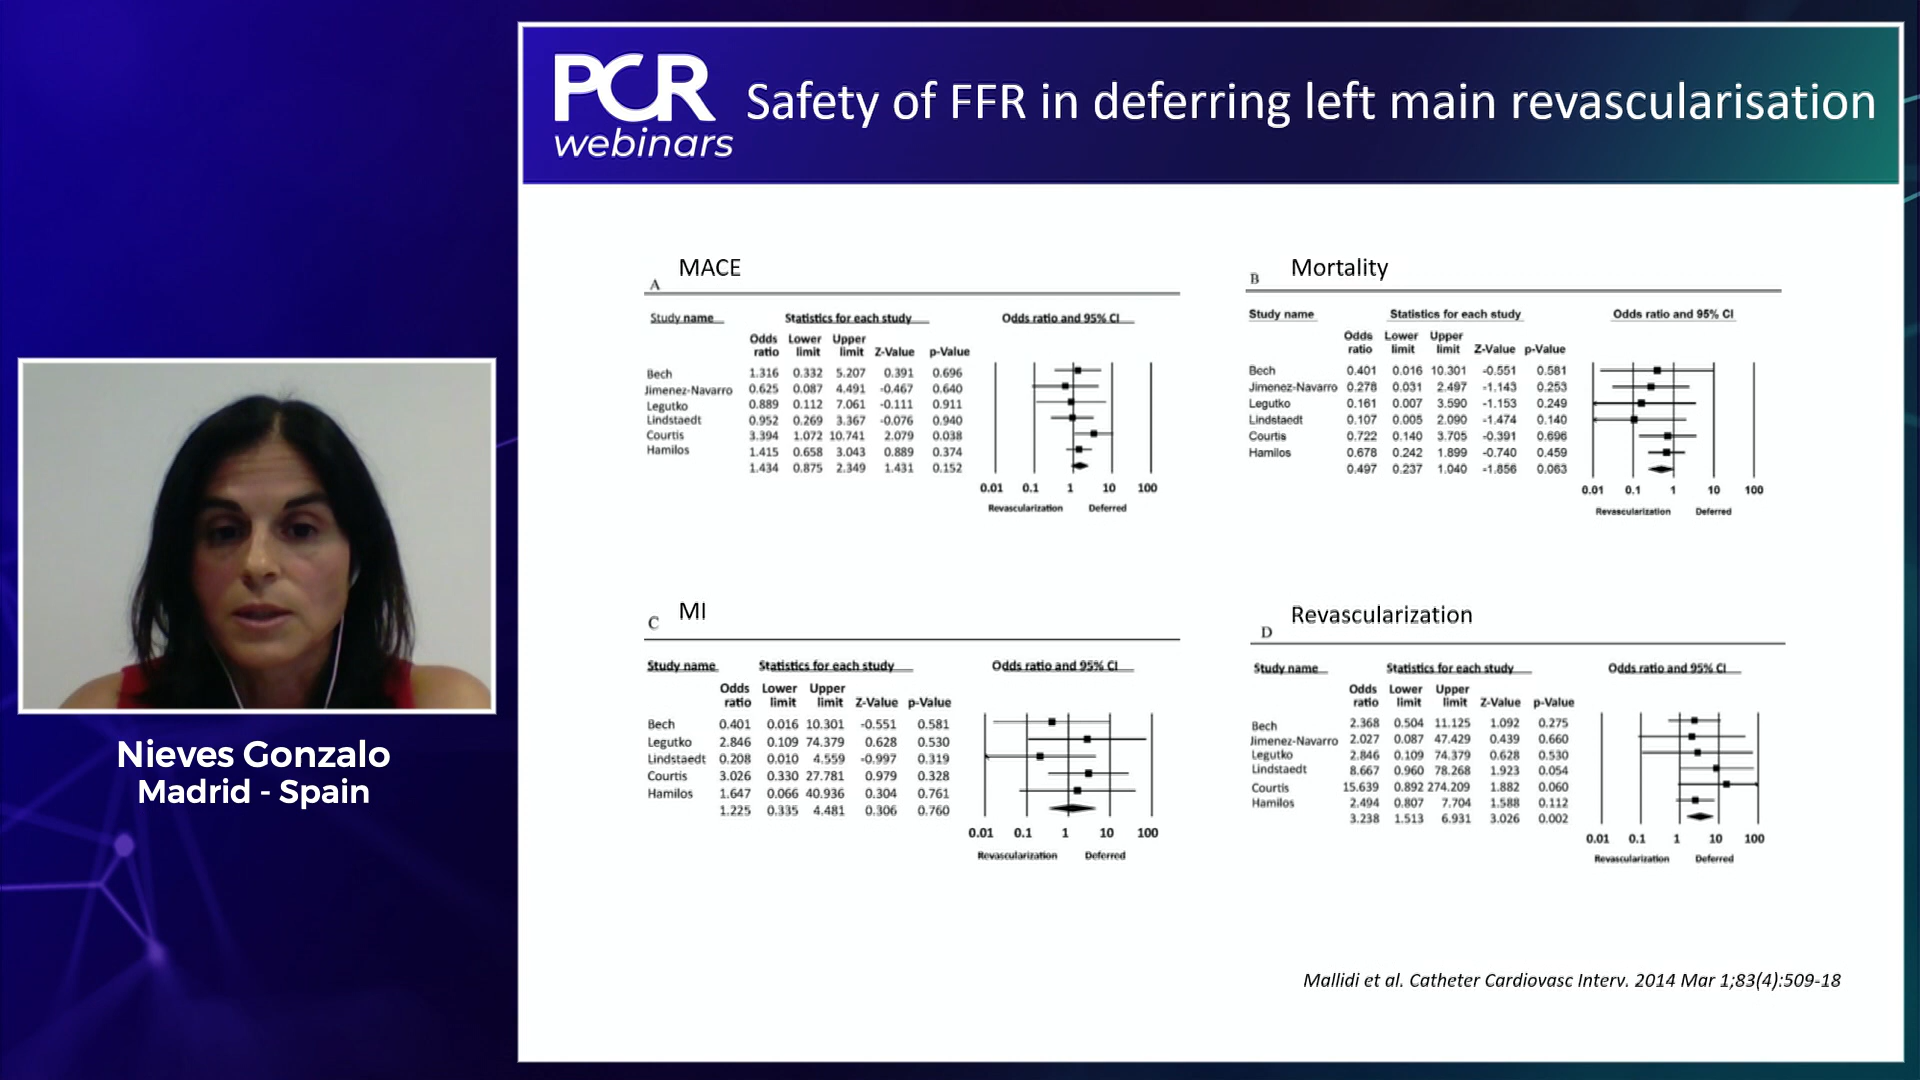 PCR
webinars
Safety of FFR in deferring left main revascularisation
A MACE
Study name Statistics for each study Odds ratio and 95% CI
Odds ratio Lower limit Upper limit Z-Value p-Value
Bech 1.316 0.332 5.207 0.391 0.696
Jimenez-Navarro 0.625 0.087 4.491 -0.467 0.640
Legutko 0.889 0.112 7.061 -0.111 0.911
Lindstaedt 0.952 0.269 3.367 -0.076 0.940
Courtis 3.394 1.072 10.741 2.079 0.038
Hamilos 1.415 0.658 3.043 0.889 0.374
1.434 0.875 2.349 1.431 0.152
0.01 0.1 1 10 100
Revascularization Deferred
B Mortality
Study name Statistics for each study Odds ratio and 95% CI
Odds ratio Lower limit Upper limit Z-Value p-Value
Bech 0.401 0.016 10.301 -0.551 0.581
Jimenez-Navarro 0.278 0.031 2.497 -1.143 0.253
Legutko 0.161 0.007 3.590 -1.153 0.249
Lindstaedt 0.107 0.005 2.090 -1.474 0.140
Courtis 0.722 0.140 3.705 -0.391 0.696
Hamilos 0.678 0.242 1.899 -0.740 0.459
0.497 0.237 1.040 -1.856 0.063
0.01 0.1 1 10 100
Revascularization Deferred
C MI
Study name Statistics for each study Odds ratio and 95% CI
Odds ratio Lower limit Upper limit Z-Value p-Value
Bech 0.401 0.016 10.301 -0.551 0.581
Legutko 2.846 0.109 74.379 0.628 0.530
Lindstaedt 0.208 0.010 4.559 -0.997 0.319
Courtis 3.026 0.330 27.781 0.979 0.328
Hamilos 1.647 0.066 40.936 0.304 0.761
1.225 0.335 4.481 0.306 0.760
0.01 0.1 1 10 100
Revascularization Deferred
D Revascularization
Study name Statistics for each study Odds ratio and 95% CI
Odds ratio Lower limit Upper limit Z-Value p-Value
Bech 2.368 0.504 11.125 1.092 0.275
Jimenez-Navarro 2.027 0.087 47.429 0.439 0.660
Legutko 2.846 0.109 74.379 0.628 0.530
Lindstaedt 8.667 0.960 78.268 1.923 0.054
Courtis 15.639 0.892 274.209 1.882 0.060
Hamilos 2.494 0.807 7.704 1.588 0.112
3.238 1.513 6.931 3.026 0.002
0.01 0.1 1 10 100
Revascularization Deferred
Mallidi et al. Catheter Cardiovasc Interv. 2014 Mar 1;83(4):509-18
Nieves Gonzalo
Madrid - Spain